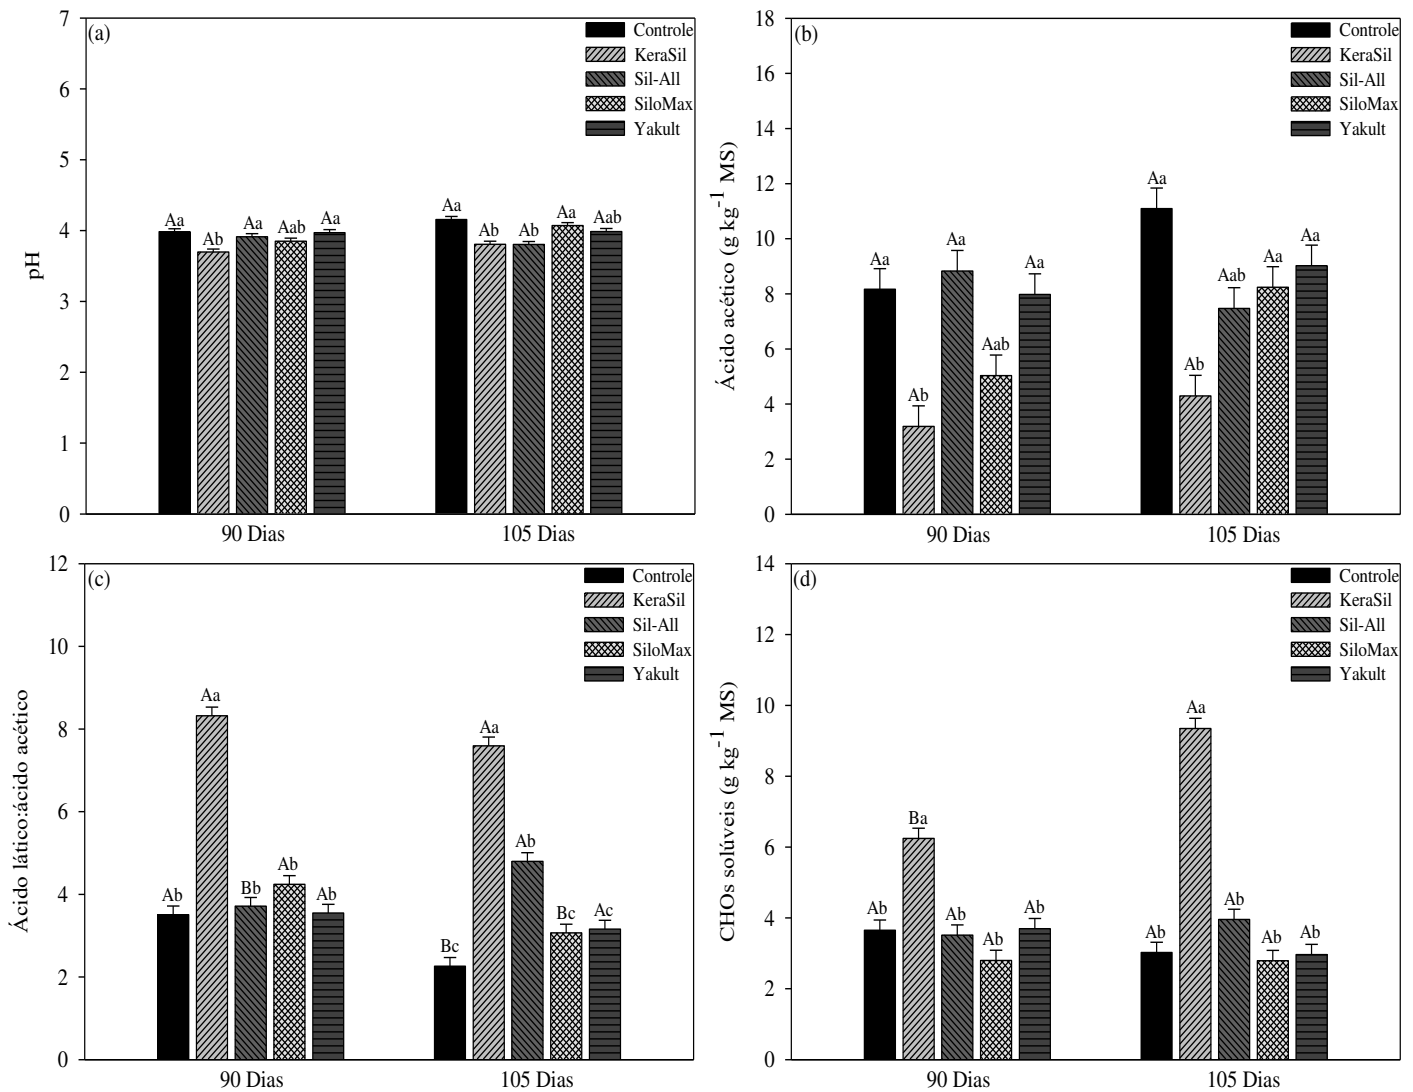 (a)
7
6
5
4
3
2
1
0
pH
Controle
KeraSil
Sil-All
SiloMax
Yakult
Aa
Ab
Aa
Aab
Aa
Aa
Ab
Ab
Aa
Aab
90 Dias
105 Dias
(b)
18
16
14
12
10
8
6
4
2
0
Ácido acético (g kg-1 MS)
Controle
KeraSil
Sil-All
SiloMax
Yakult
Aa
Ab
Aa
Aab
Aa
Aa
Ab
Aab
Aa
Aa
90 Dias
105 Dias
(c)
12
10
8
6
4
2
0
Ácido lático:ácido acético
Controle
KeraSil
Sil-All
SiloMax
Yakult
Ab
Aa
Bb
Ab
Ab
Bc
Aa
Ab
Bc
Ac
90 Dias
105 Dias
(d)
14
12
10
8
6
4
2
0
CHOs solúveis (g kg-1 MS)
Controle
KeraSil
Sil-All
SiloMax
Yakult
Ab
Ba
Ab
Ab
Ab
Ab
Aa
Ab
Ab
Ab
90 Dias
105 Dias